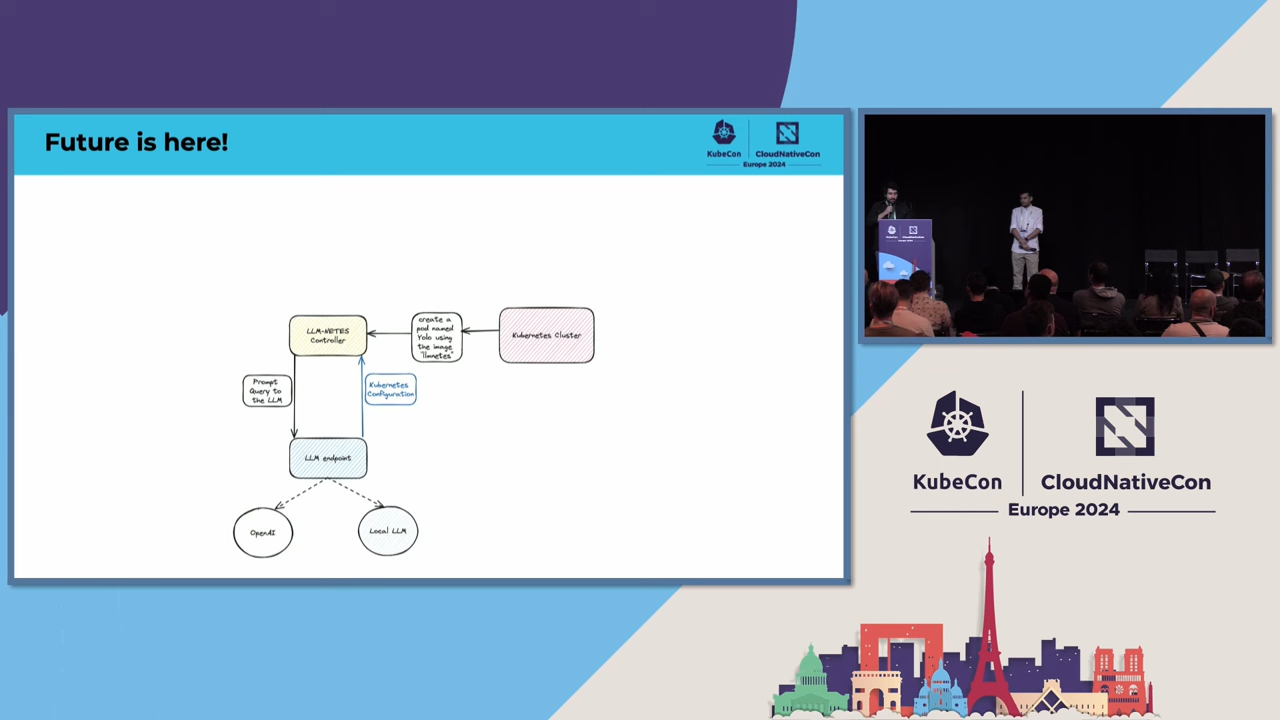 Future is here!
KubeCon
CloudNativeCon
Europe 2024
LLM-NETES
Controller
create a
pod named
Yolo using
the image
"llmnetes"
Kubernetes Cluster
Prompt
Query to
the LLM
Kubernetes
Configuration
LLM endpoint
OpenAI
Local LLM
KubeCon
CloudNativeCon
Europe 2024